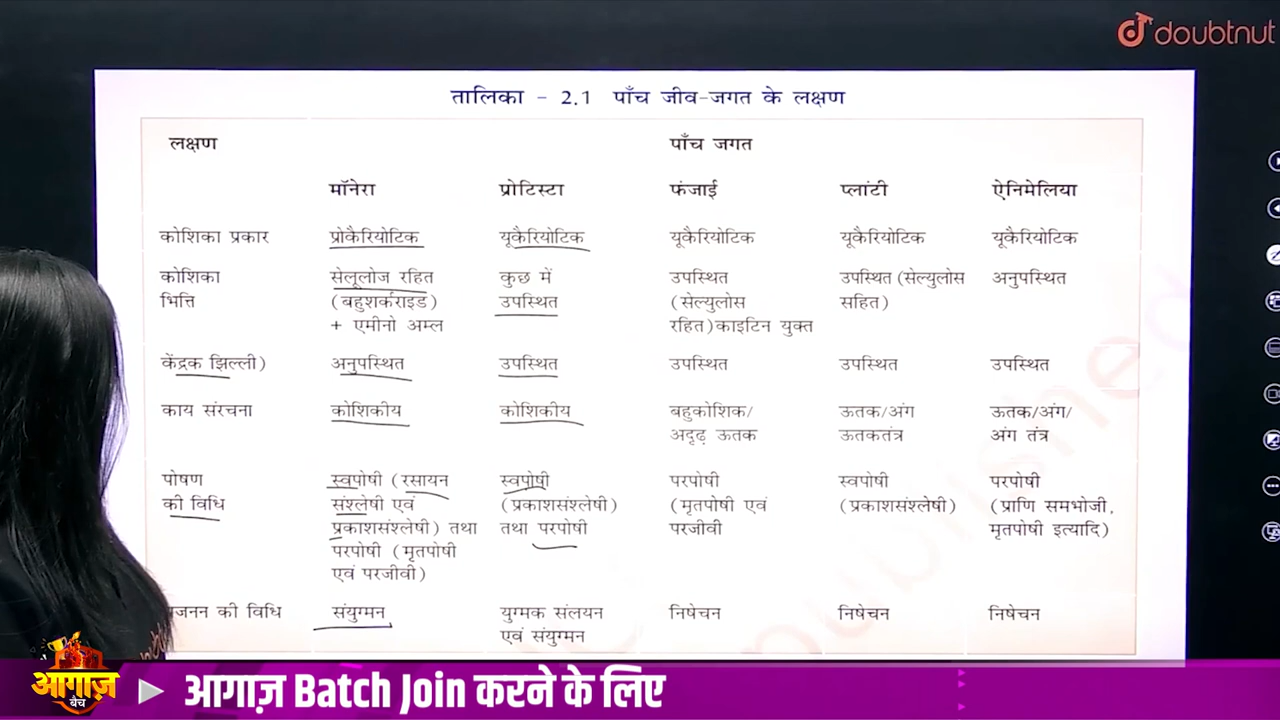 doubtnut
तालिका – 2.1 पाँच जीव-जगत के लक्षण
लक्षण पाँच जगत
मॉनेरा प्रोटिस्टा फंजाई प्लांटी ऐनिमेलिया
कोशिका प्रकार प्रोकैरियोटिक यूकैरियोटिक यूकैरियोटिक यूकैरियोटिक यूकैरियोटिक
कोशिका सेलूलोज रहित कुछ में उपस्थित उपस्थित (सेल्युलोस अनुपस्थित
भित्ति (बहुशर्कराइड) उपस्थित (सेल्युलोस सहित)
+ एमीनो अम्ल रहित)काइटिन युक्त
केंद्रक झिल्ली) अनुपस्थित उपस्थित उपस्थित उपस्थित उपस्थित
काय संरचना कोशिकीय कोशिकीय बहुकोशिक/ ऊतक/अंग ऊतक/अंग/
अदृढ़ ऊतक ऊतकतंत्र अंग तंत्र
पोषण स्वपोषी (रसायन स्वपोषी परपोषी स्वपोषी परपोषी
की विधि संश्लेषी एवं (प्रकाशसंश्लेषी) (मृतपोषी एवं (प्रकाशसंश्लेषी) (प्राणि समभोजी,
प्रकाशसंश्लेषी) तथा तथा परपोषी परजीवी मृतपोषी इत्यादि)
परपोषी (मृतपोषी
एवं परजीवी)
जनन की विधि संयुग्मन युग्मक संलयन निषेचन निषेचन निषेचन
एवं संयुग्मन
आगाज़
बैच
आगाज़ Batch Join करने के लिए